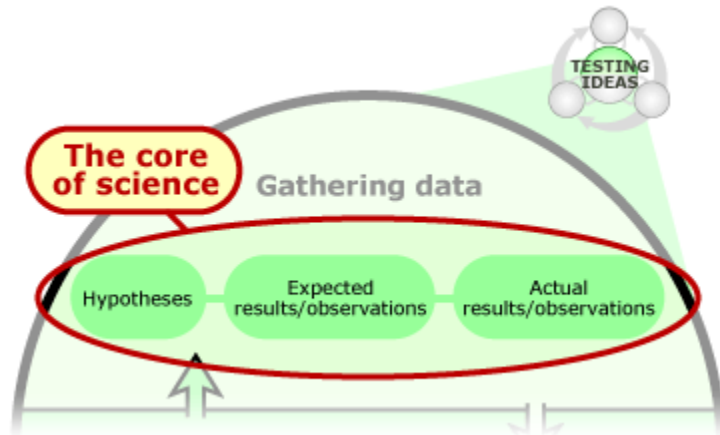 TESTING
IDEAS
The core
of science
Gathering data
Hypotheses
Expected
results/observations
Actual
results/observations